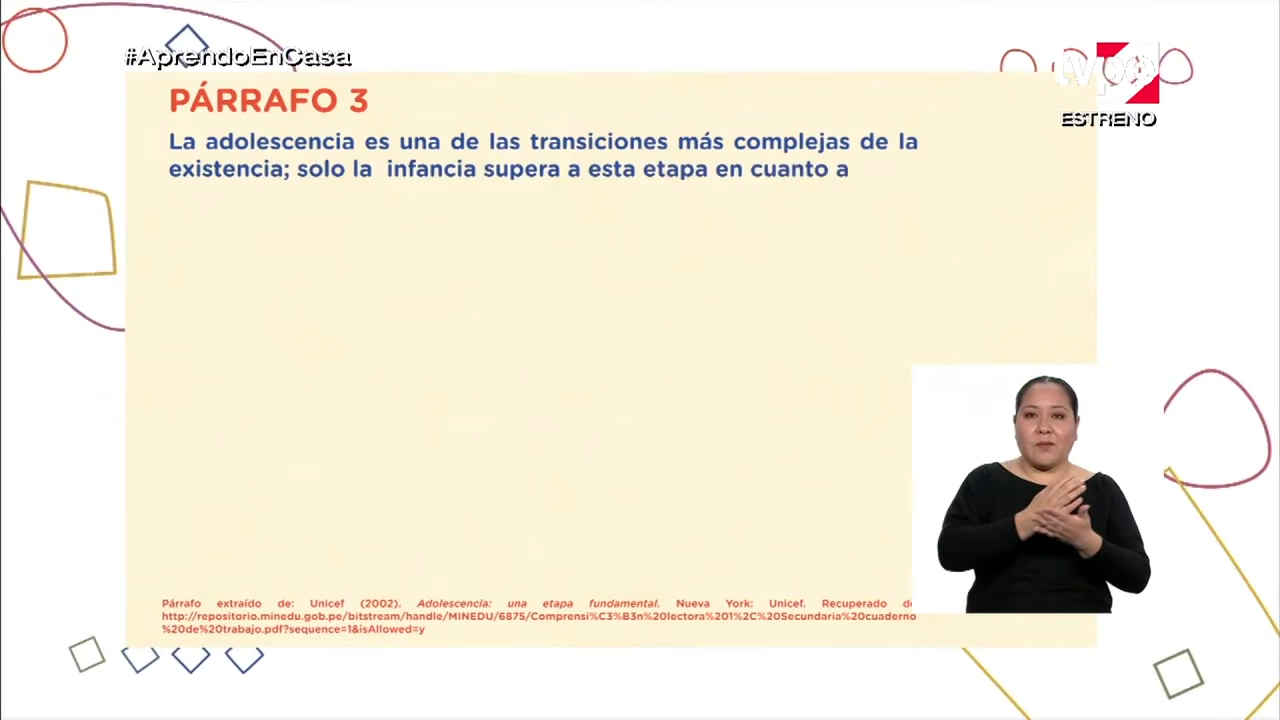 #AprendoEnCasa
tvperú
ESTRENO
PÁRRAFO 3
La adolescencia es una de las transiciones más complejas de la
existencia; solo la infancia supera a esta etapa en cuanto a
Párrafo extraído de: Unicef (2002). Adolescencia: una etapa fundamental. Nueva York: Unicef. Recuperado de
http://repositorio.minedu.gob.pe/bitstream/handle/MINEDU/6875/Comprensi%C3%B3n%20lectora%201%2C%20Secundaria%20cuaderno
%20de%20trabajo.pdf?sequence=1&isAllowed=y